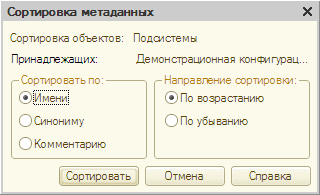 Сортировка метаданных
Сортировка объектов: Подсистемы
Принадлежащих: Демонстрационная конфигурац...
Сортировать по: Направление сортировки:
Имени По возрастанию
Синониму По убыванию
Комментарию
Сортировать Отмена Справка